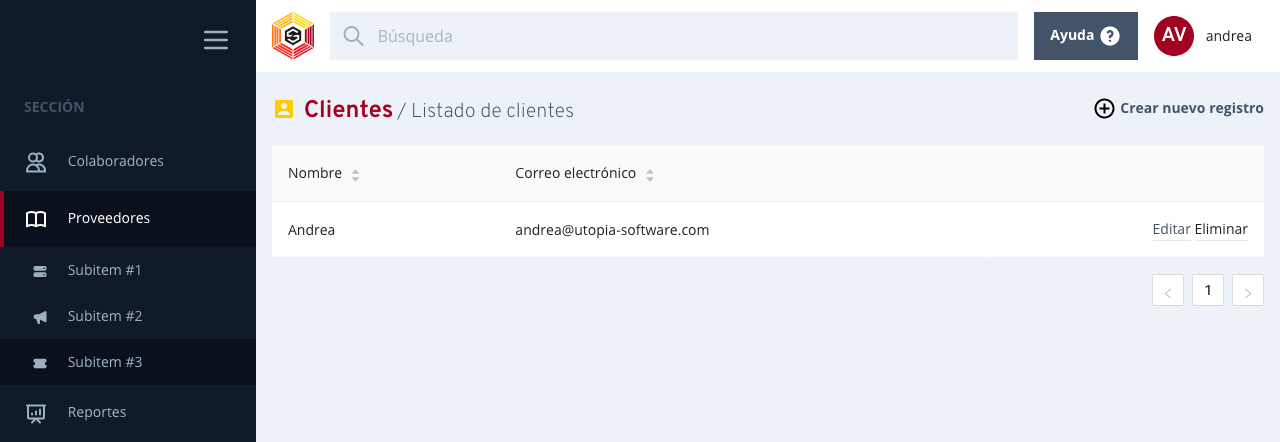 SECCIÓN
Colaboradores
Proveedores
Subitem #1
Subitem #2
Subitem #3
Reportes
Búsqueda
Ayuda ?
AV andrea
Clientes / Listado de clientes
Crear nuevo registro
Nombre Correo electrónico
Andrea andrea@utopia-software.com Editar Eliminar
< 1 >